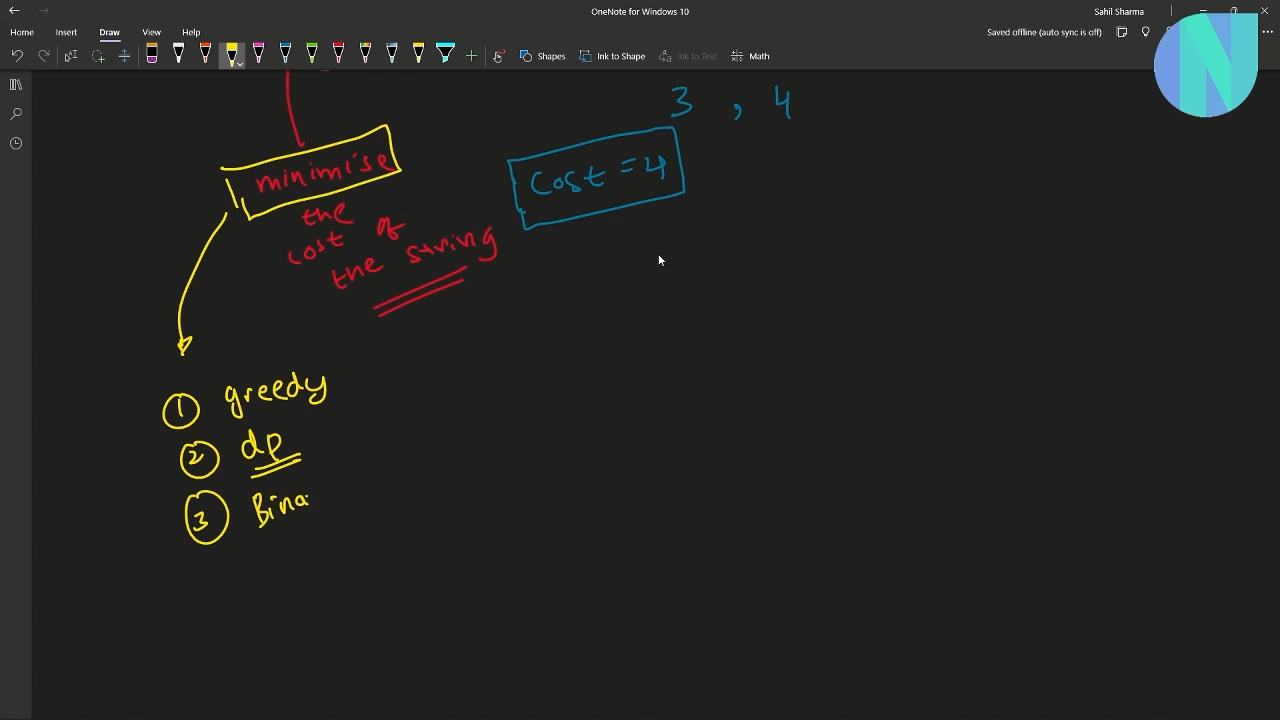 OneNote for Windows 10
Sahil Sharma
Home Insert Draw View Help
Saved offline (auto sync is off)
Shapes Ink to Shape Ink to Text Math
3 , 4
minimise
the
cost of
the string
Cost = 4
1 greedy
2 dp
3 Bina